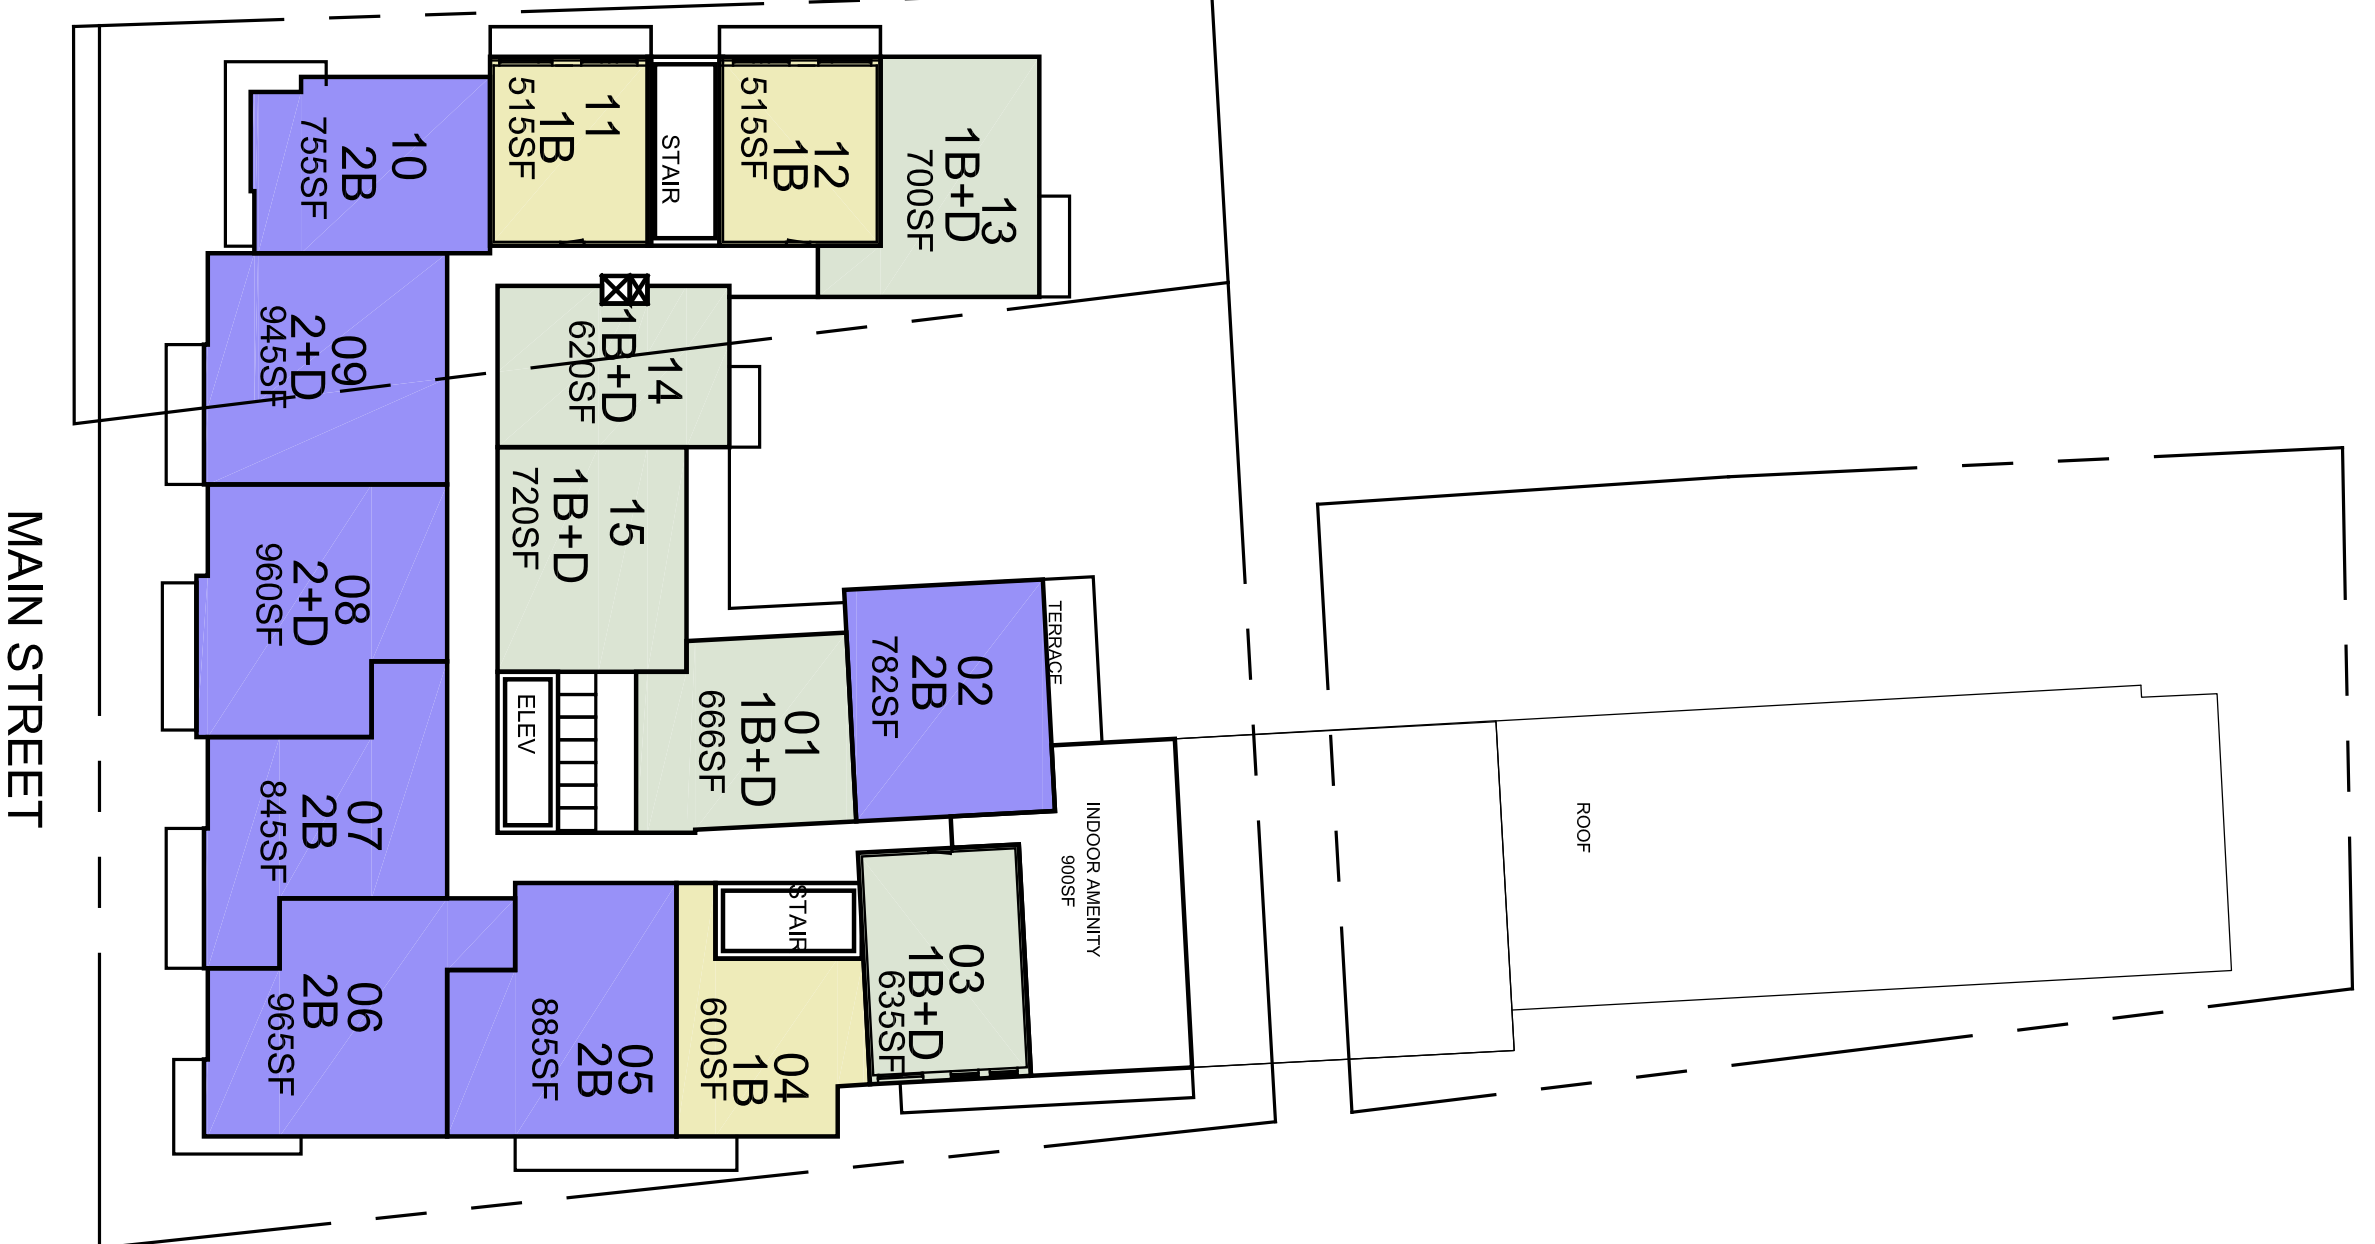 10
2B
755SF
11
1B
515SF
STAIR
12
1B
515SF
13
1B+D
700SF
09
2+D
945SF
14
1B+D
620SF
15
1B+D
720SF
08
2+D
960SF
MAIN STREET
ELEV
01
1B+D
666SF
02
2B
782SF
TERRACE
07
2B
845SF
INDOOR AMENITY
900SF
ROOF
06
2B
965SF
05
2B
885SF
STAIR
04
1B
600SF
03
1B+D
635SF